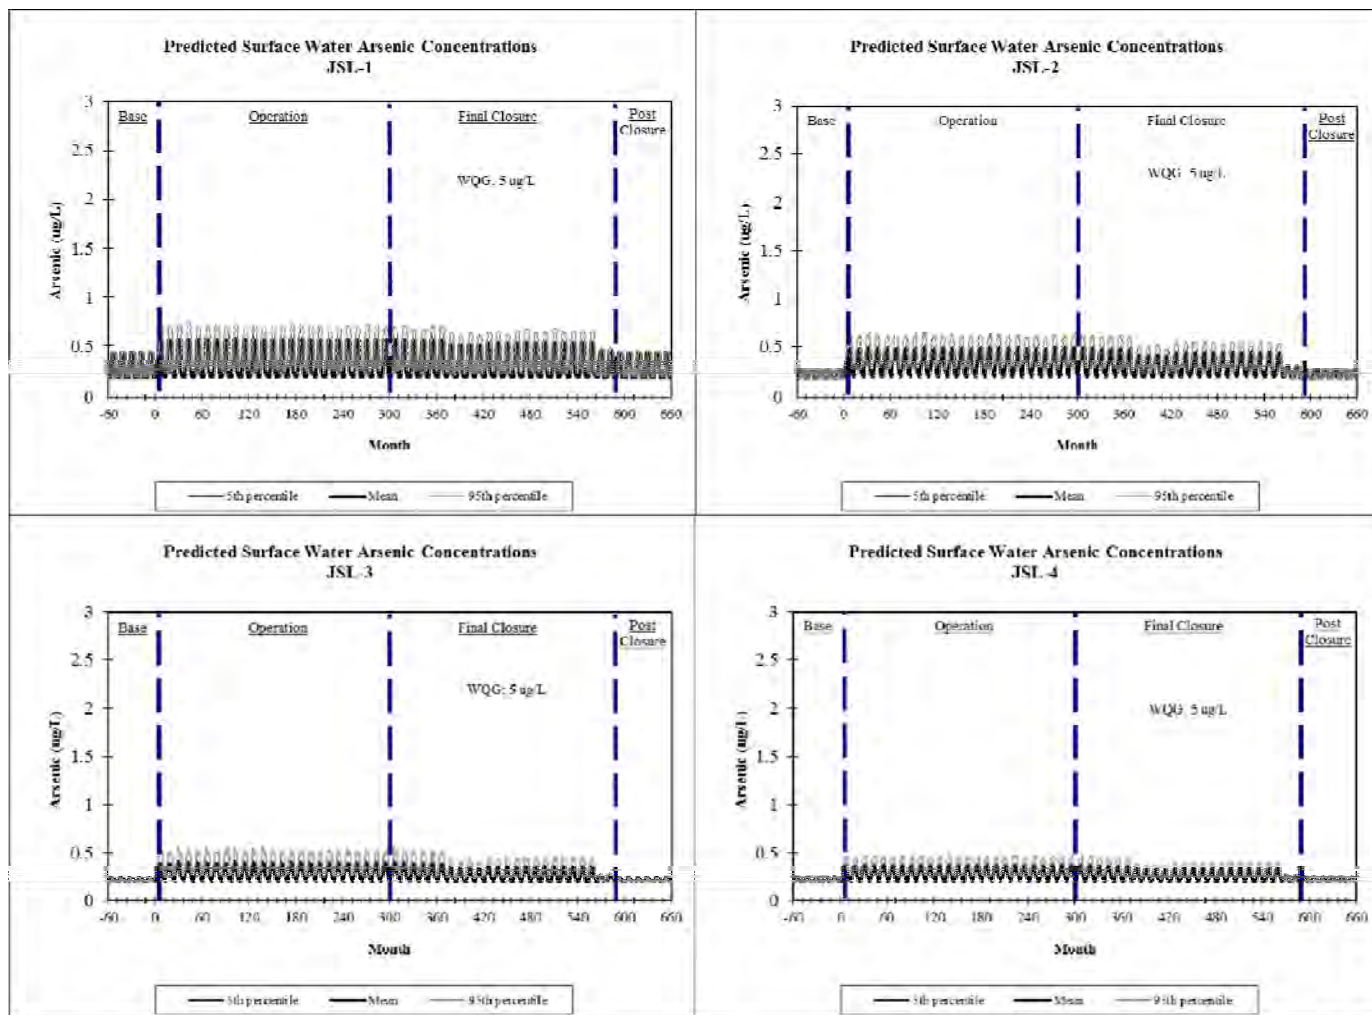 Predicted Surface Water Arsenic Concentrations
JSL-1
3
2.5
2
1.5
1
0.5
0
Arsenic (ug/L)
Base
Operation
Final Closure
Post
Closure
WQG: 5 ug/L
-60 0 60 120 180 240 300 360 420 480 540 600 660
Month
5th percentile Mean 95th percentile
Predicted Surface Water Arsenic Concentrations
JSL-2
3
2.5
2
1.5
1
0.5
0
Arsenic (ug/L)
Base
Operation
Final Closure
Post
Closure
WQG: 5 ug/L
-60 0 60 120 180 240 300 360 420 480 540 600 660
Month
5th percentile Mean 95th percentile
Predicted Surface Water Arsenic Concentrations
JSL-3
3
2.5
2
1.5
1
0.5
0
Arsenic (ug/L)
Base
Operation
Final Closure
Post
Closure
WQG: 5 ug/L
-60 0 60 120 180 240 300 360 420 480 540 600 660
Month
5th percentile Mean 95th percentile
Predicted Surface Water Arsenic Concentrations
JSL-4
3
2.5
2
1.5
1
0.5
0
Arsenic (ug/L)
Base
Operation
Final Closure
Post
Closure
WQG: 5 ug/L
-60 0 60 120 180 240 300 360 420 480 540 600 660
Month
5th percentile Mean 95th percentile